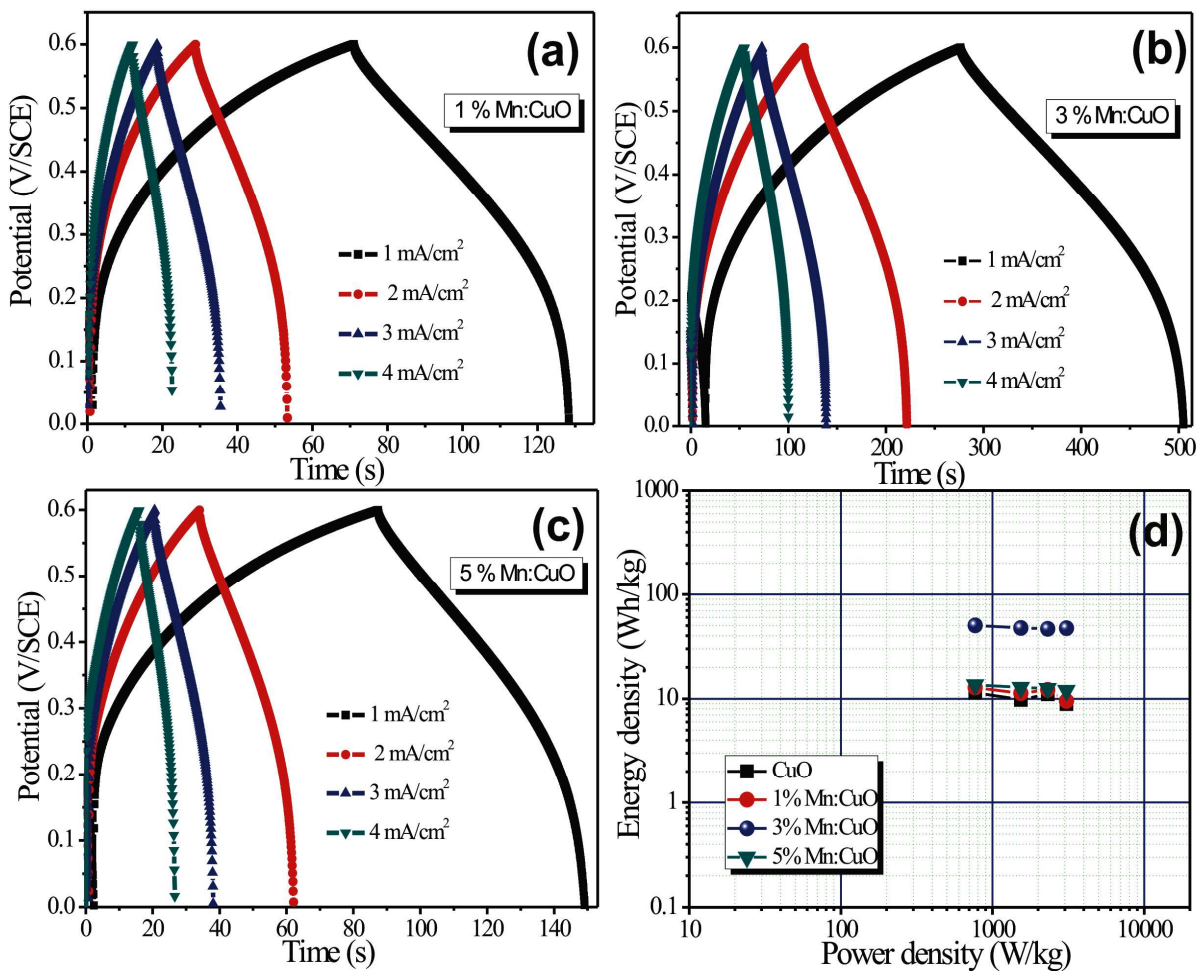 (a)
1 % Mn:CuO
1 mA/cm²
2 mA/cm²
3 mA/cm²
4 mA/cm²
Potential (V/SCE)
0.6
0.5
0.4
0.3
0.2
0.1
0.0
0 20 40 60 80 100 120
Time (s)
(b)
3 % Mn:CuO
1 mA/cm²
2 mA/cm²
3 mA/cm²
4 mA/cm²
Potential (V/SCE)
0.6
0.5
0.4
0.3
0.2
0.1
0.0
0 100 200 300 400 500
Time (s)
(c)
5 % Mn:CuO
1 mA/cm²
2 mA/cm²
3 mA/cm²
4 mA/cm²
Potential (V/SCE)
0.6
0.5
0.4
0.3
0.2
0.1
0.0
0 20 40 60 80 100 120 140
Time (s)
(d)
Energy density (Wh/kg)
1000
100
10
1
0.1
CuO
1% Mn:CuO
3% Mn:CuO
5% Mn:CuO
10 100 1000 10000
Power density (W/kg)